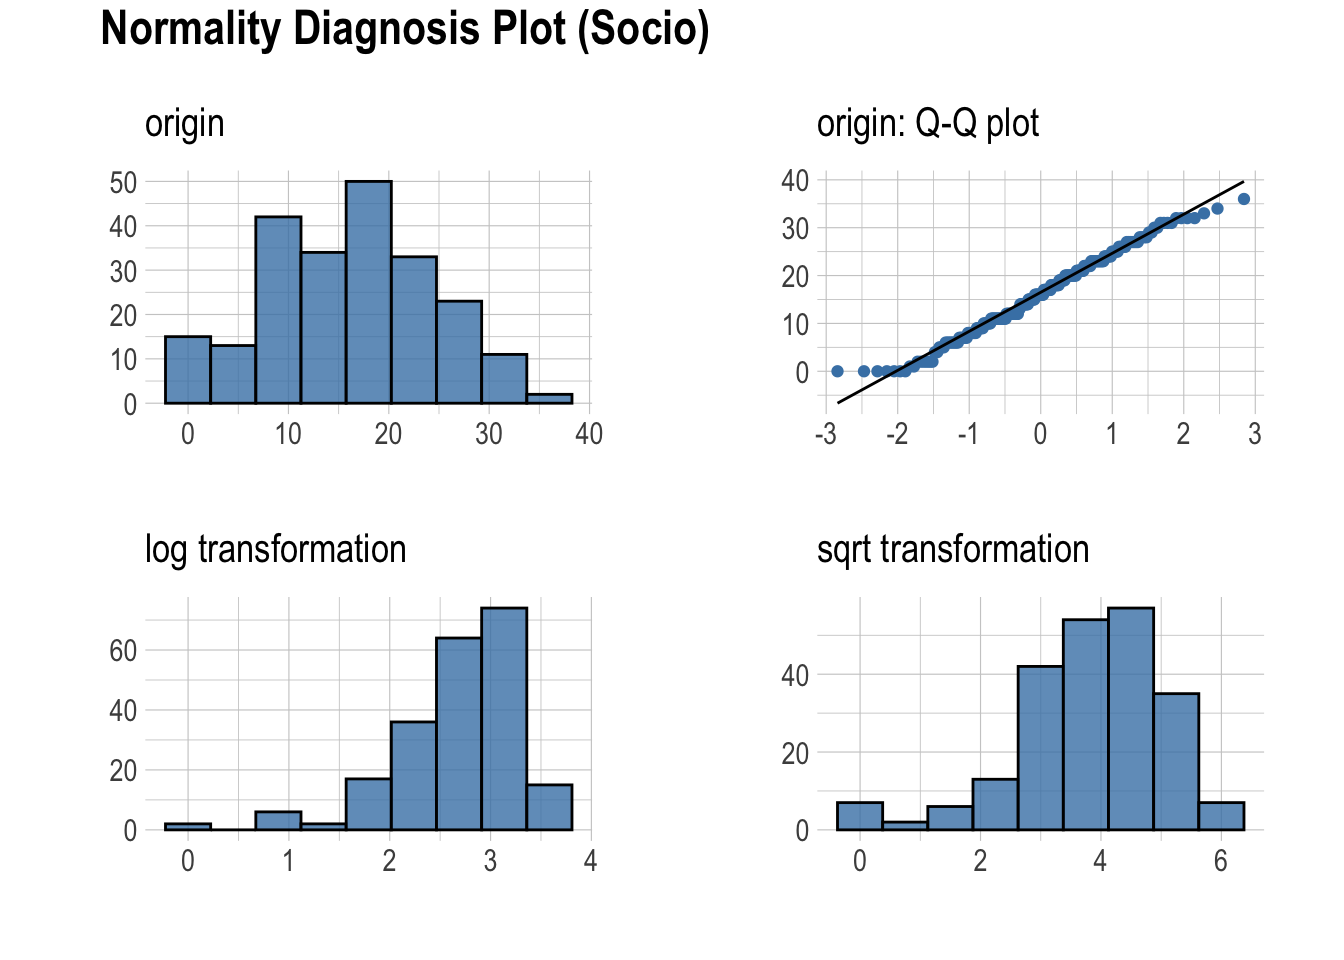 Normality Diagnosis Plot (Socio)
origin
50
40
30
20
10
0
0 10 20 30 40
origin: Q-Q plot
40
30
20
10
0
-3 -2 -1 0 1 2 3
log transformation
60
40
20
0
0 1 2 3 4
sqrt transformation
40
20
0
0 2 4 6